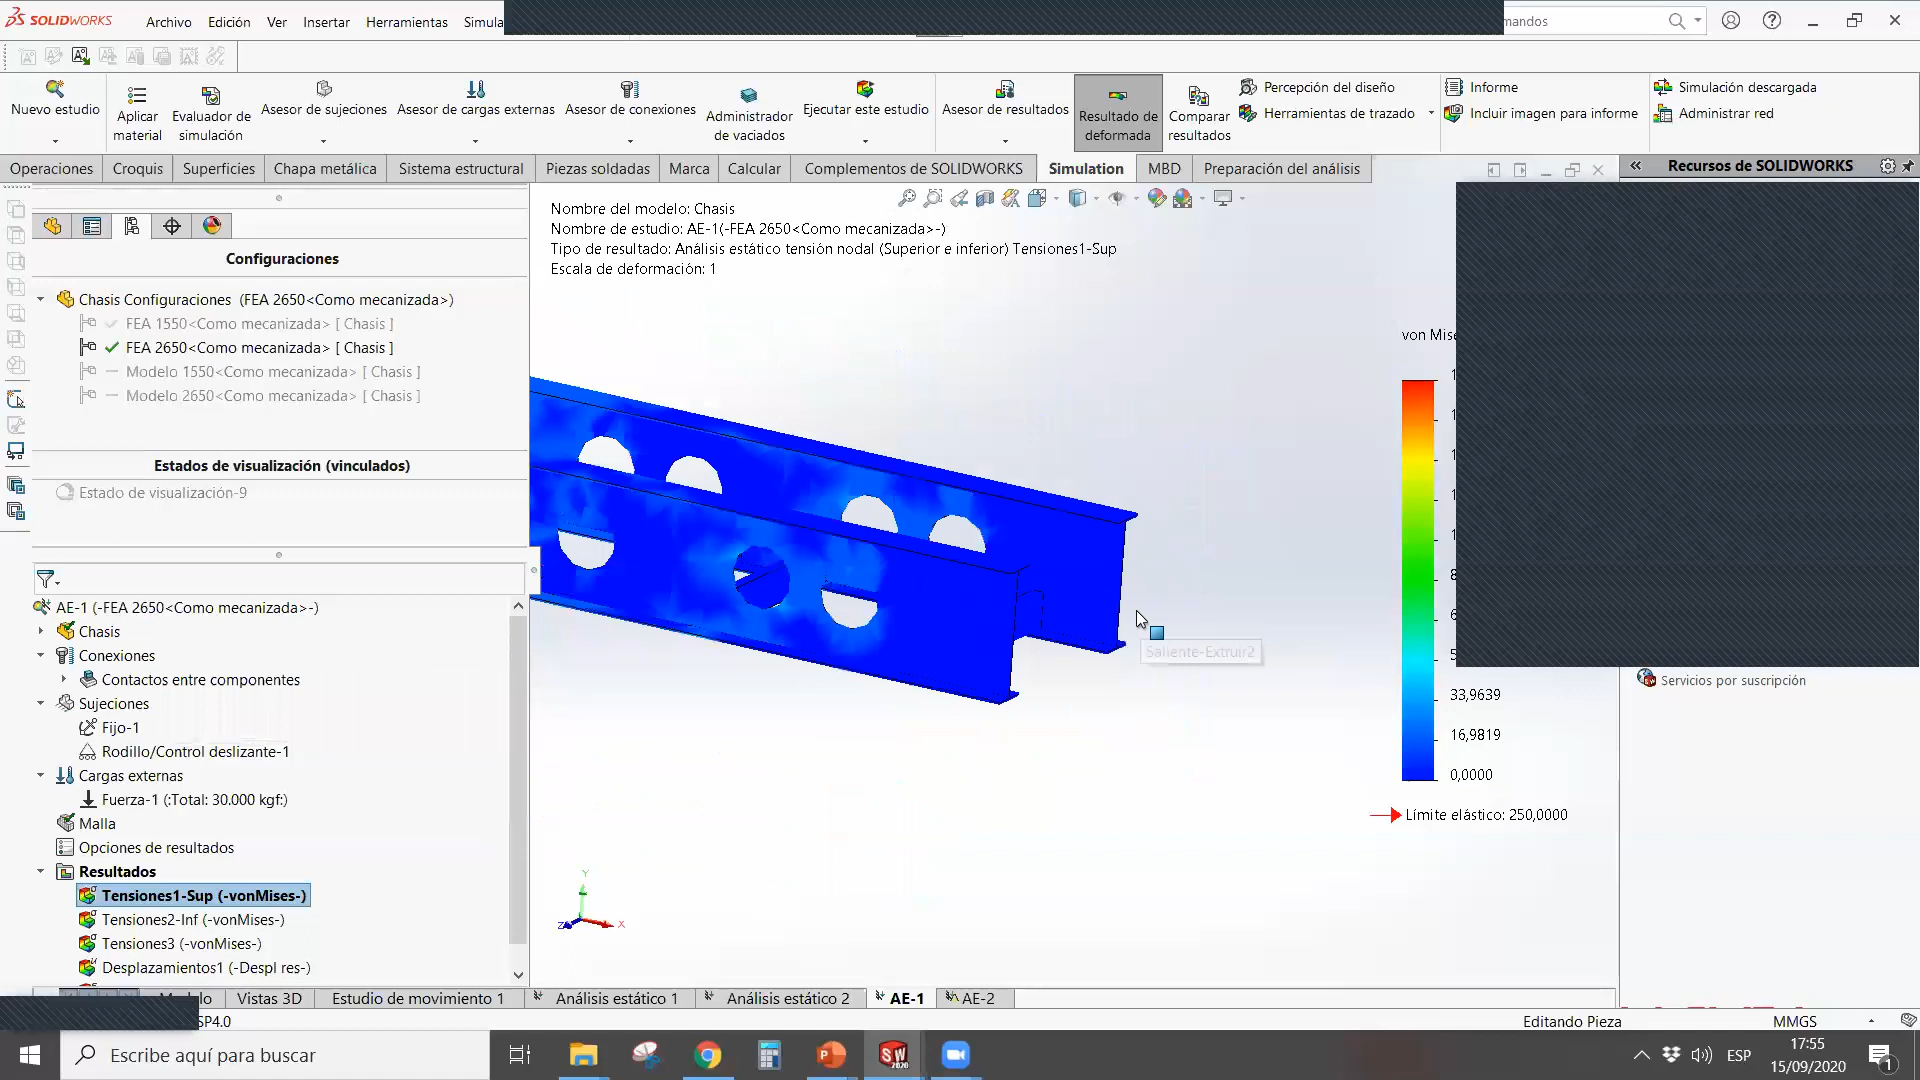 SOLIDWORKS
Archivo Edición Ver Insertar Herramientas
Nuevo estudio
Aplicar material
Evaluador de simulación
Asesor de sujeciones
Asesor de cargas externas
Asesor de conexiones
Administrador de vaciados
Ejecutar este estudio
Asesor de resultados
Resultado de deformada
Comparar resultados
Percepción del diseño
Herramientas de trazado
Informe
Incluir imagen para informe
Simulación descargada
Administrar red
Operaciones Croquis Superficies Chapa metálica Sistema estructural Piezas soldadas Marca Calcular Complementos de SOLIDWORKS Simulation MBD Preparación del análisis
Recursos de SOLIDWORKS
Configuraciones
Chasis Configuraciones (FEA 2650<Como mecanizada>)
FEA 1550<Como mecanizada> [ Chasis ]
FEA 2650<Como mecanizada> [ Chasis ]
Modelo 1550<Como mecanizada> [ Chasis ]
Modelo 2650<Como mecanizada> [ Chasis ]
Estados de visualización (vinculados)
Estado de visualización-9
AE-1 (-FEA 2650<Como mecanizada>-)
Chasis
Conexiones
Contactos entre componentes
Sujeciones
Fijo-1
Rodillo/Control deslizante-1
Cargas externas
Fuerza-1 (:Total: 30.000 kgf:)
Malla
Opciones de resultados
Resultados
Tensiones1-Sup (-vonMises-)
Tensiones2-Inf (-vonMises-)
Tensiones3 (-vonMises-)
Desplazamientos1 (-Despl res-)
Nombre del modelo: Chasis
Nombre de estudio: AE-1(-FEA 2650<Como mecanizada>-)
Tipo de resultado: Análisis estático tensión nodal (Superior e inferior) Tensiones1-Sup
Escala de deformación: 1
Saliente-Extruir2
Y
X
Z
von
33,9639
16,9819
0,0000
Límite elástico: 250,0000
Servicios por suscripción
Vistas 3D Estudio de movimiento 1 Análisis estático 1 Análisis estático 2 AE-1 AE-2
SP4.0
Editando Pieza
MMGS
Escribe aquí para buscar
ESP
17:55
15/09/2020
1